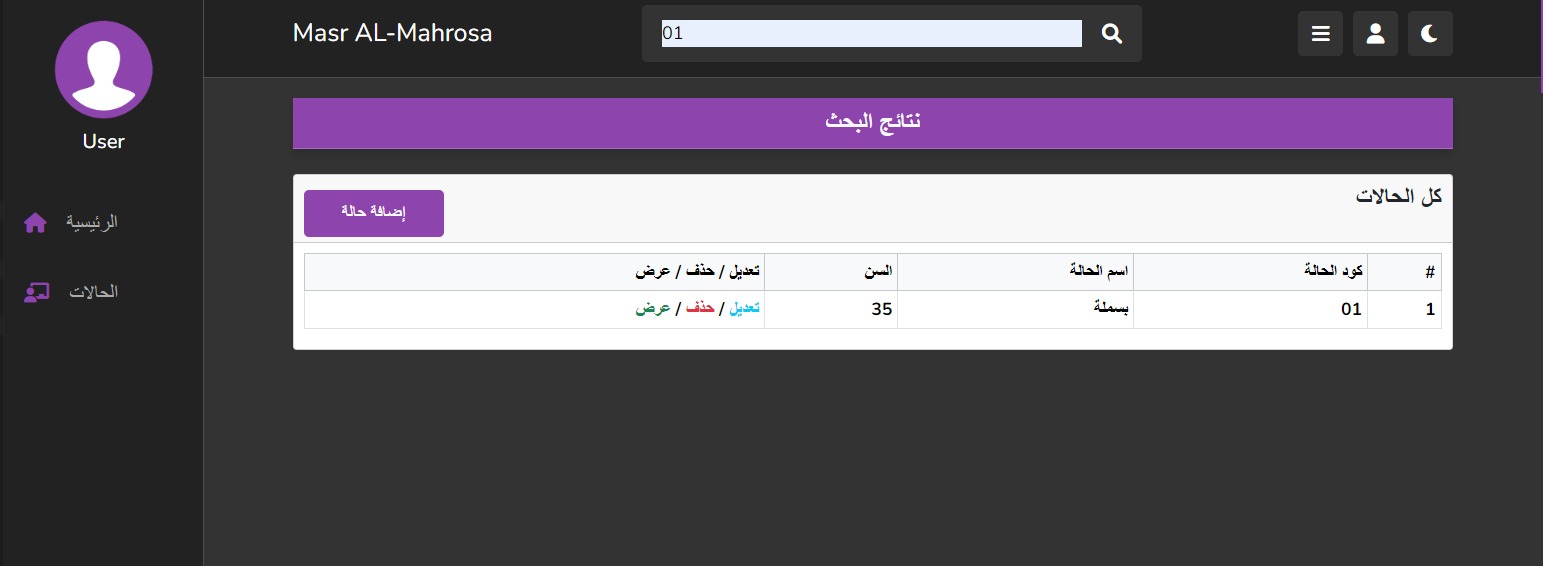 Masr AL-Mahrosa
01
User
الرئيسية
الحالات
نتائج البحث
كل الحالات
إضافة حالة
# كود الحالة اسم الحالة السن تعديل / حذف / عرض
1 01 بسملة 35 تعديل / حذف / عرض